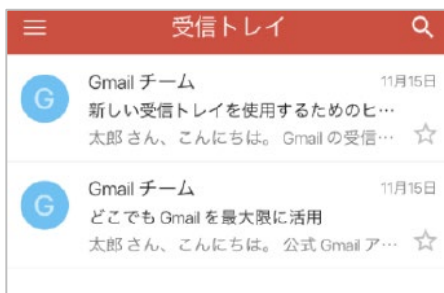 受信トレイ
Gmail チーム 11月15日
G
新しい受信トレイを使用するためのヒ…
太郎 さん、こんにちは。 Gmail の受信…
Gmail チーム 11月15日
G
どこでも Gmail を最大限に活用
太郎 さん、こんにちは。 公式 Gmail ア…